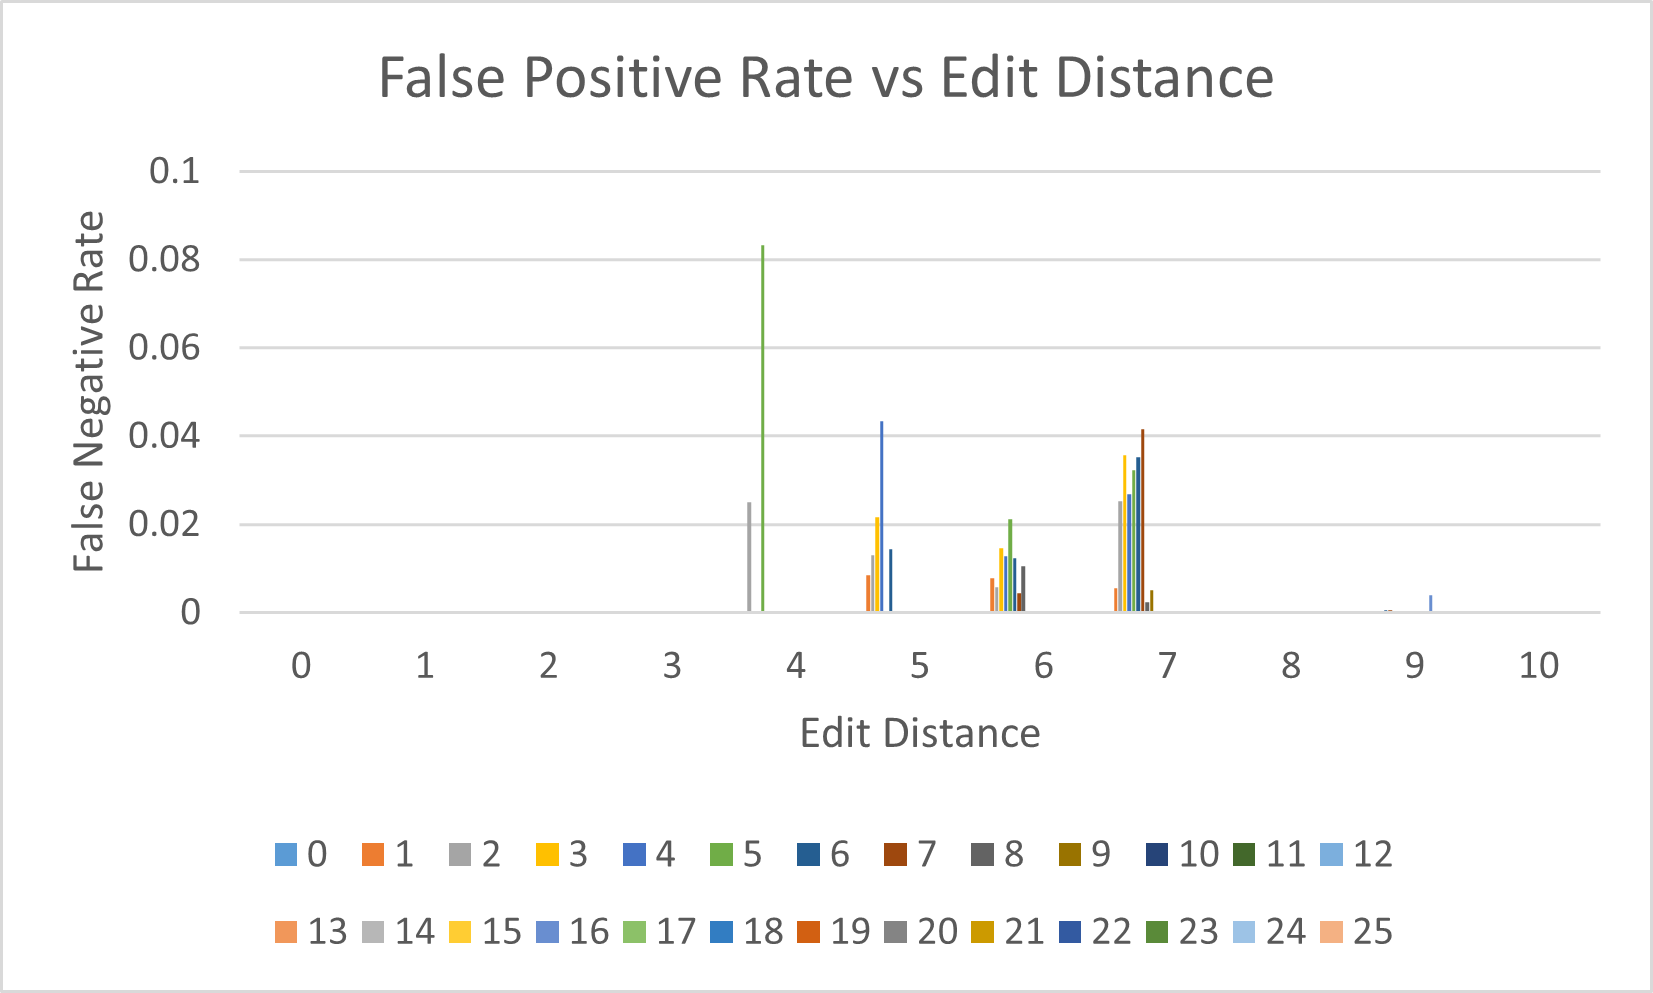 False Positive Rate vs Edit Distance
0.1
0.08
0.06
0.04
0.02
0
False Negative Rate
0 1 2 3 4 5 6 7 8 9 10
Edit Distance
0 1 2 3 4 5 6 7 8 9 10 11 12
13 14 15 16 17 18 19 20 21 22 23 24 25